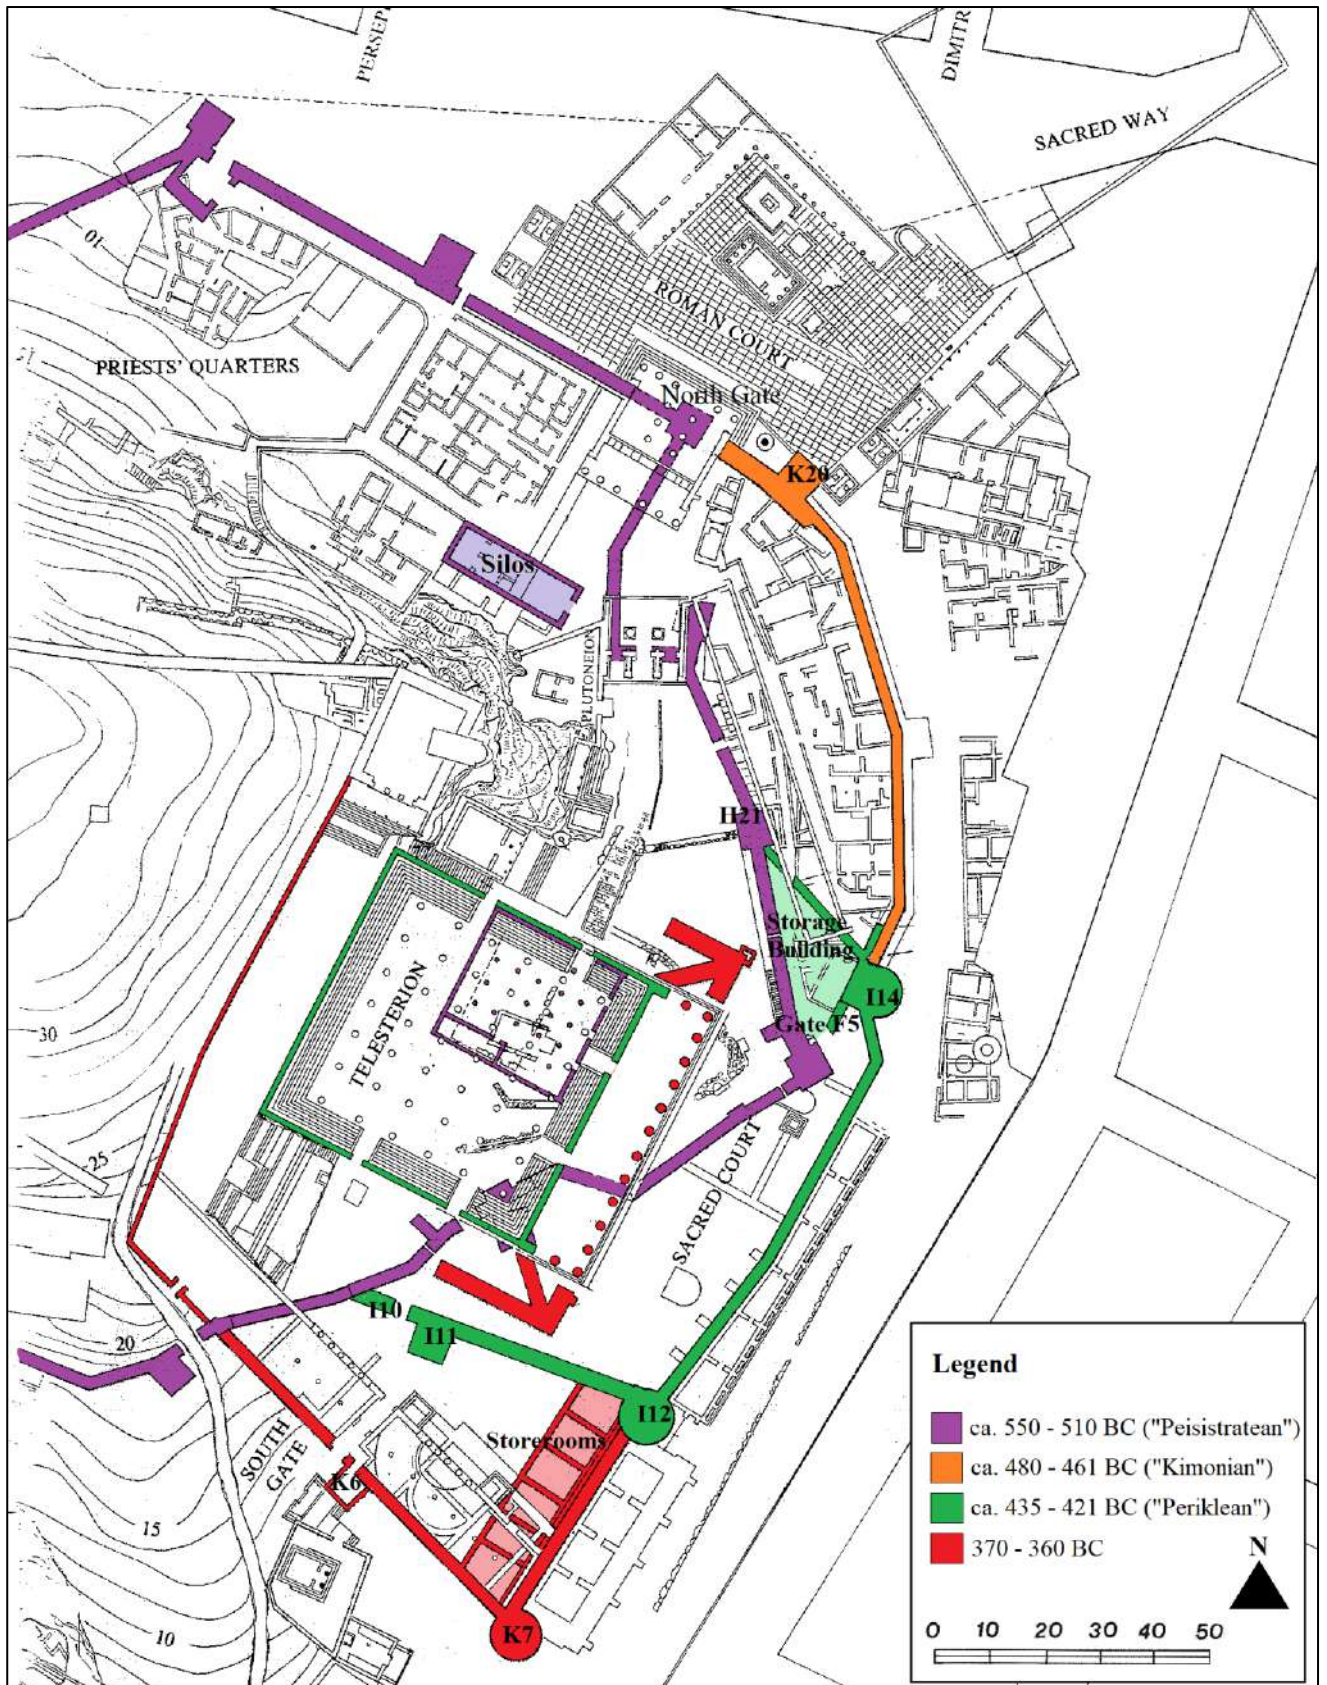 PERSEP
DIMITR
SACRED WAY
10
ROMAN COURT
15
PRIESTS' QUARTERS
North Gate
K20
Silos
PLUTONEION
H21
Storage
Building
TELESTERION
I14
Gate F5
30
SACRED COURT
25
I10
I11
20
I12
Storerooms
SOUTH
GATE
K6
15
K7
10
Legend
ca. 550 - 510 BC ("Peisistratean")
ca. 480 - 461 BC ("Kimonian")
ca. 435 - 421 BC ("Periklean")
370 - 360 BC
N
0 10 20 30 40 50